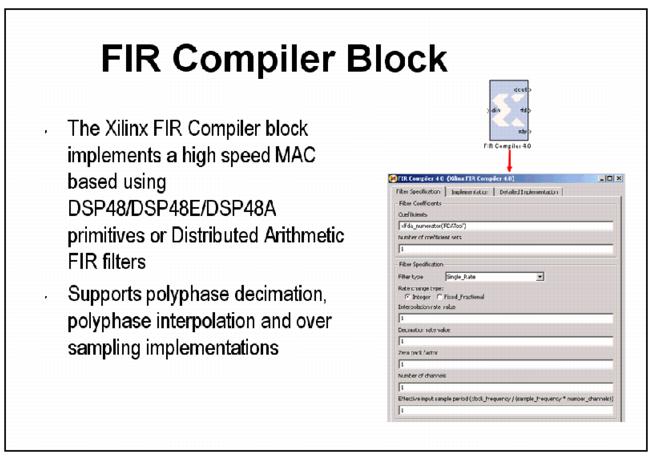 FIR Compiler Block
The Xilinx FIR Compiler block
implements a high speed MAC
based using
DSP48/DSP48E/DSP48A
primitives or Distributed Arithmetic
FIR filters
Supports polyphase decimation,
polyphase interpolation and over
sampling implementations
dout
din rfd
rdy
FIR Compiler 4.0
FIR Compiler 4.0 (Xilinx FIR Compiler 4.0)
Filter Specification Implementation Detailed Implementation
Filter Coefficients
Coefficients
xlfda_numerator('FDATool')
Number of coefficient sets
1
Filter Specification
Filter type Single_Rate
Rate change type:
Integer Fixed_Fractional
Interpolation rate value
1
Decimation rate value
1
Zero pack factor
1
Number of channels
1
Effective input sample period (clock_frequency / (sample_frequency * number_channels))
1